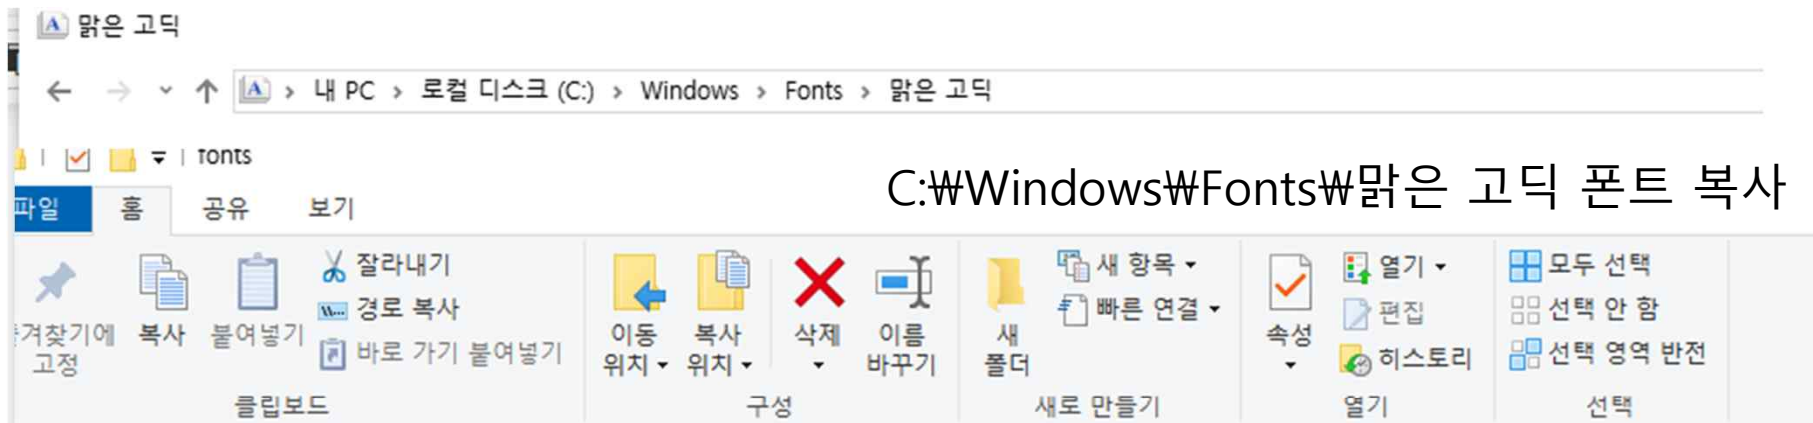 맑은 고딕
내 PC > 로컬 디스크 (C:) > Windows > Fonts > 맑은 고딕
fonts
C:₩Windows₩Fonts₩맑은 고딕 폰트 복사
파일 홈 공유 보기
고정
복사
붙여넣기
잘라내기
경로 복사
바로 가기 붙여넣기
클립보드
이동 위치
복사 위치
삭제
이름 바꾸기
구성
새 폴더
새 항목
빠른 연결
새로 만들기
속성
열기
편집
히스토리
열기
모두 선택
선택 안 함
선택 영역 반전
선택